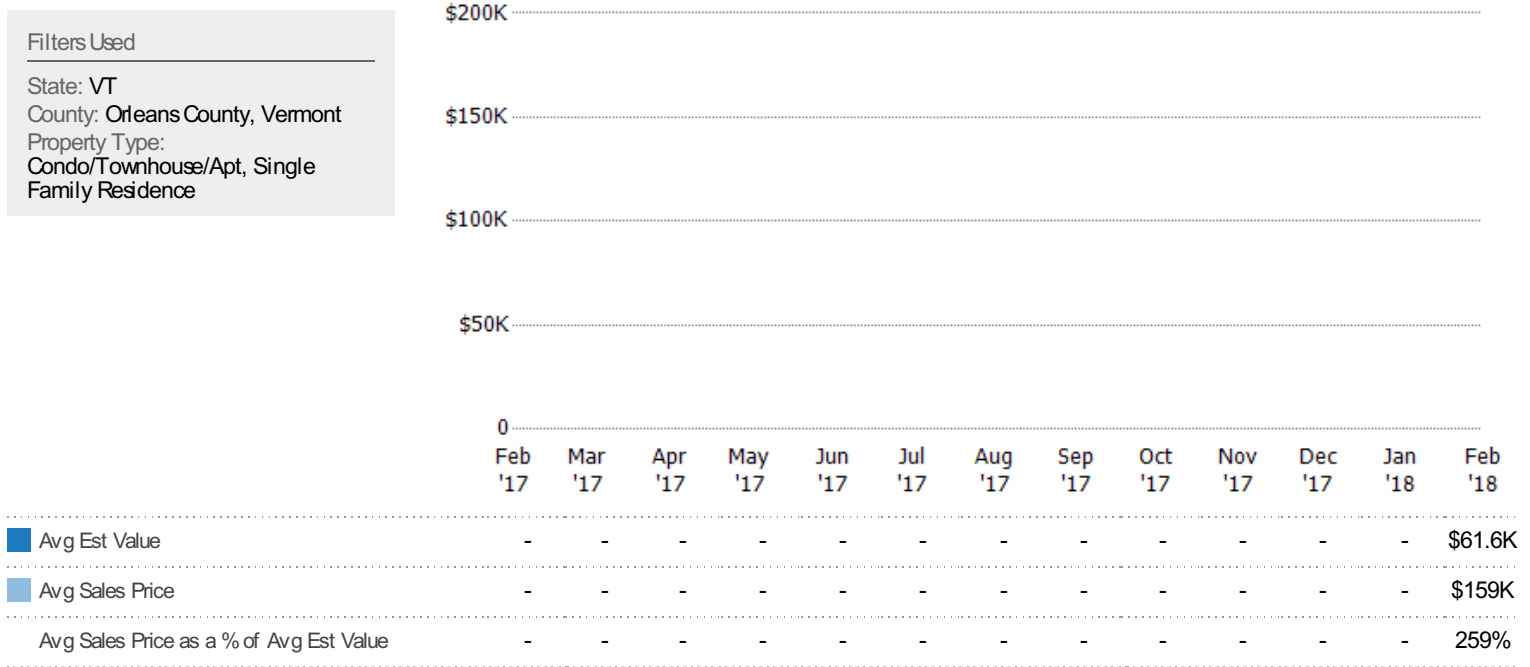 Filters Used
State: VT
County: Orleans County, Vermont
Property Type:
Condo/Townhouse/Apt, Single
Family Residence
$200K
$150K
$100K
$50K
0
Feb Mar Apr May Jun Jul Aug Sep Oct Nov Dec Jan Feb
'17 '17 '17 '17 '17 '17 '17 '17 '17 '17 '17 '18 '18
Avg Est Value - - - - - - - - - - - - $61.6K
Avg Sales Price - - - - - - - - - - - - $159K
Avg Sales Price as a % of Avg Est Value - - - - - - - - - - - - 259%